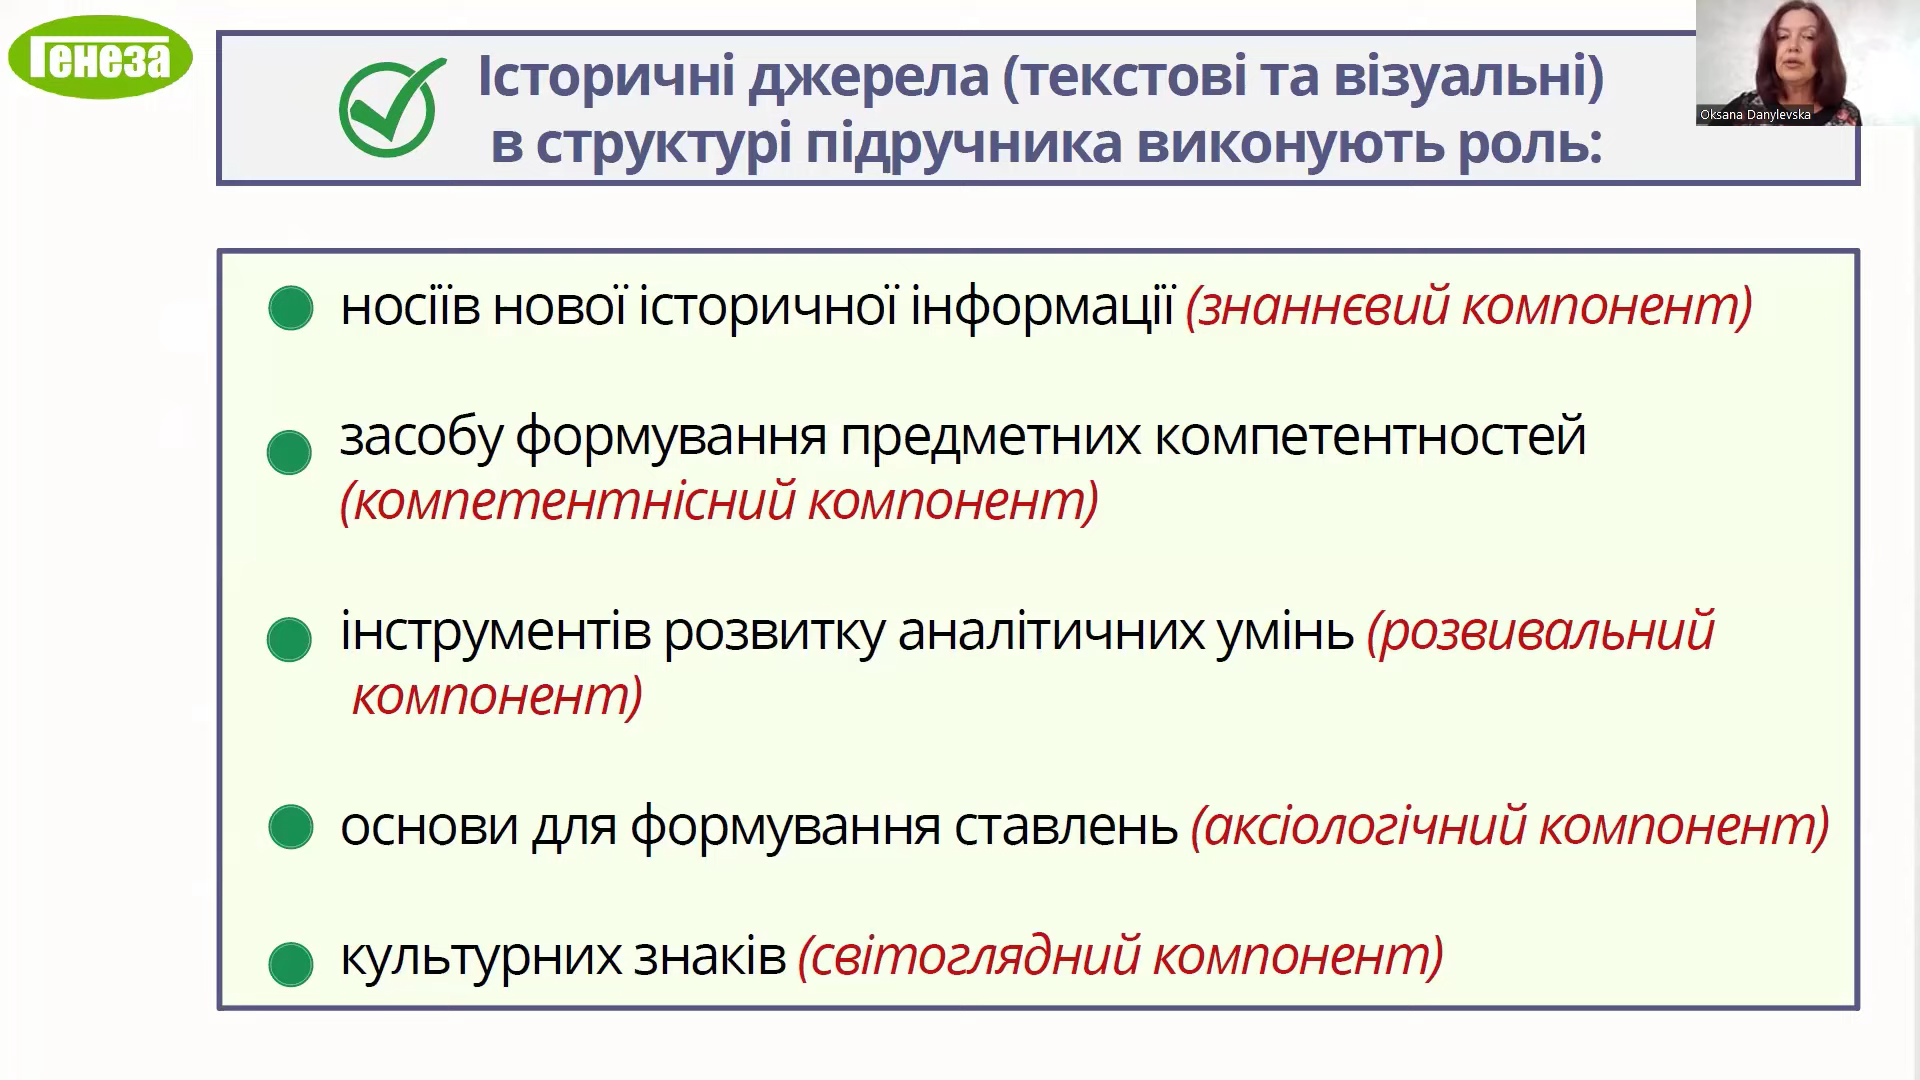 Генеза
Історичні джерела (текстові та візуальні)
в структурі підручника виконують роль:
Oksana Danylevska
носіїв нової історичної інформації (знаннєвий компонент)
засобу формування предметних компетентностей
(компетентнісний компонент)
інструментів розвитку аналітичних умінь (розвивальний
компонент)
основи для формування ставлень (аксіологічний компонент)
культурних знаків (світоглядний компонент)